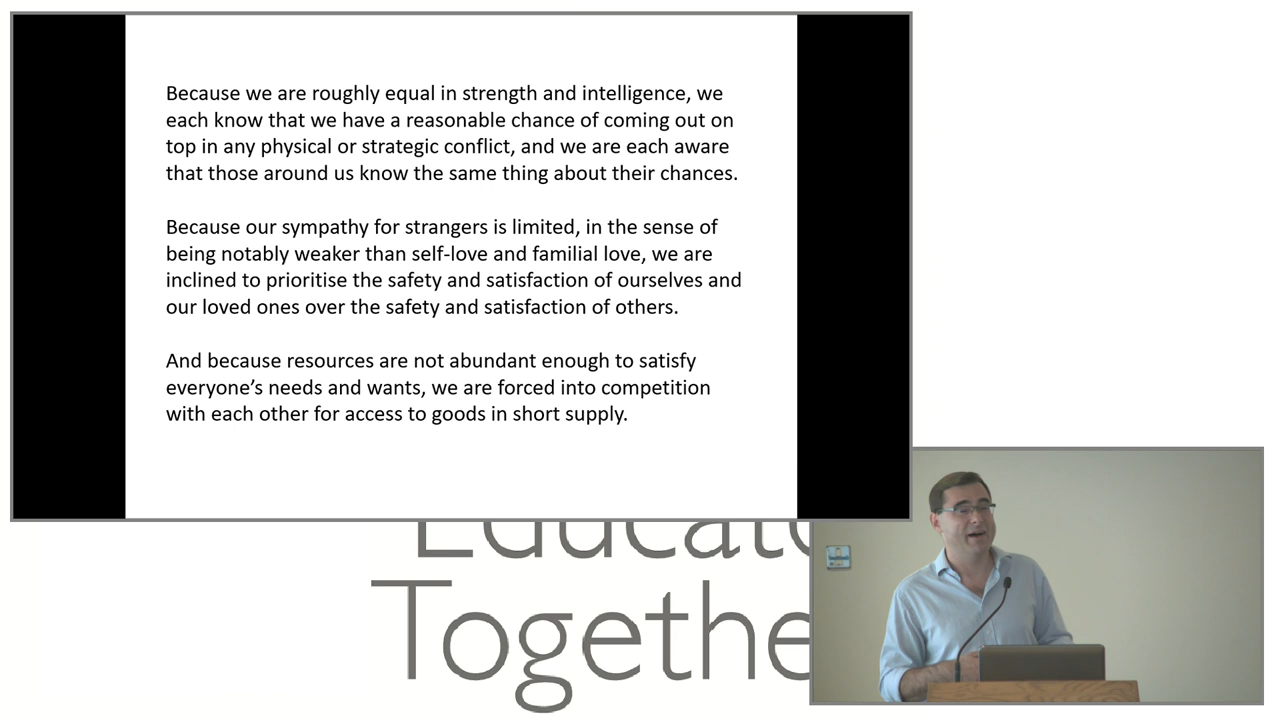 Because we are roughly equal in strength and intelligence, we
each know that we have a reasonable chance of coming out on
top in any physical or strategic conflict, and we are each aware
that those around us know the same thing about their chances.
Because our sympathy for strangers is limited, in the sense of
being notably weaker than self-love and familial love, we are
inclined to prioritise the safety and satisfaction of ourselves and
our loved ones over the safety and satisfaction of others.
And because resources are not abundant enough to satisfy
everyone’s needs and wants, we are forced into competition
with each other for access to goods in short supply.
Educat
Togethe